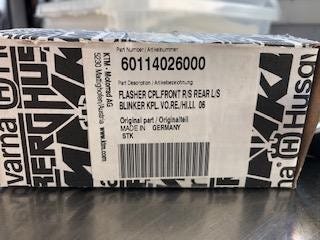 Part Number / Artikelnummer
60114026000
Part Description / Artikelbezeichnung
FLASHER CPL.FRONT R/S REAR L/S
BLINKER KPL VO.RE./HI.LI. 06
Original part / Originalteil
MADE IN GERMANY
STK
KTM - Motorrad AG
5230 Mattighofen/Austria
www.ktm.com
varna
Husq